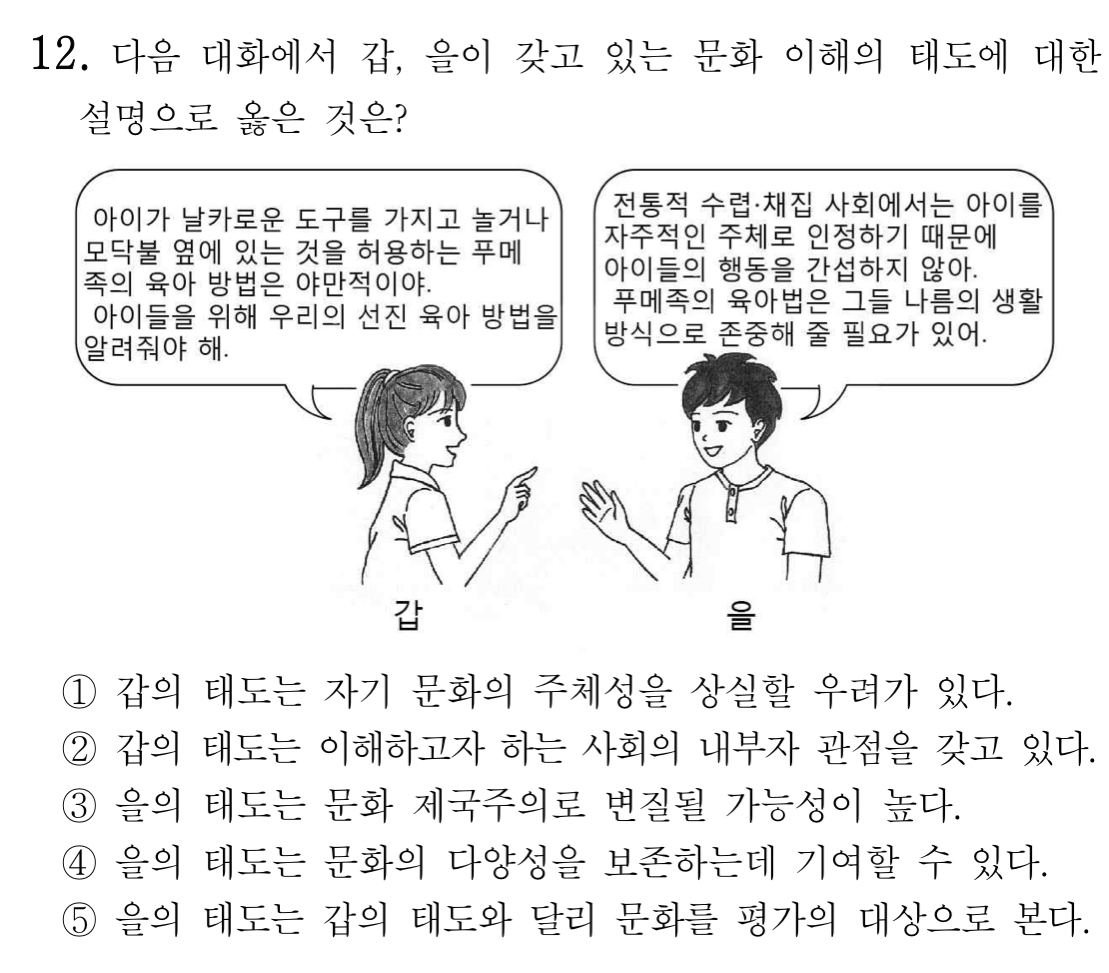 12. 다음 대화에서 갑, 을이 갖고 있는 문화 이해의 태도에 대한
설명으로 옳은 것은?
아이가 날카로운 도구를 가지고 놀거나
모닥불 옆에 있는 것을 허용하는 푸메
족의 육아 방법은 야만적이야.
아이들을 위해 우리의 선진 육아 방법을
알려줘야 해.
전통적 수렵·채집 사회에서는 아이를
자주적인 주체로 인정하기 때문에
아이들의 행동을 간섭하지 않아.
푸메족의 육아법은 그들 나름의 생활
방식으로 존중해 줄 필요가 있어.
갑
을
① 갑의 태도는 자기 문화의 주체성을 상실할 우려가 있다.
② 갑의 태도는 이해하고자 하는 사회의 내부자 관점을 갖고 있다.
③ 을의 태도는 문화 제국주의로 변질될 가능성이 높다.
④ 을의 태도는 문화의 다양성을 보존하는데 기여할 수 있다.
⑤ 을의 태도는 갑의 태도와 달리 문화를 평가의 대상으로 본다.